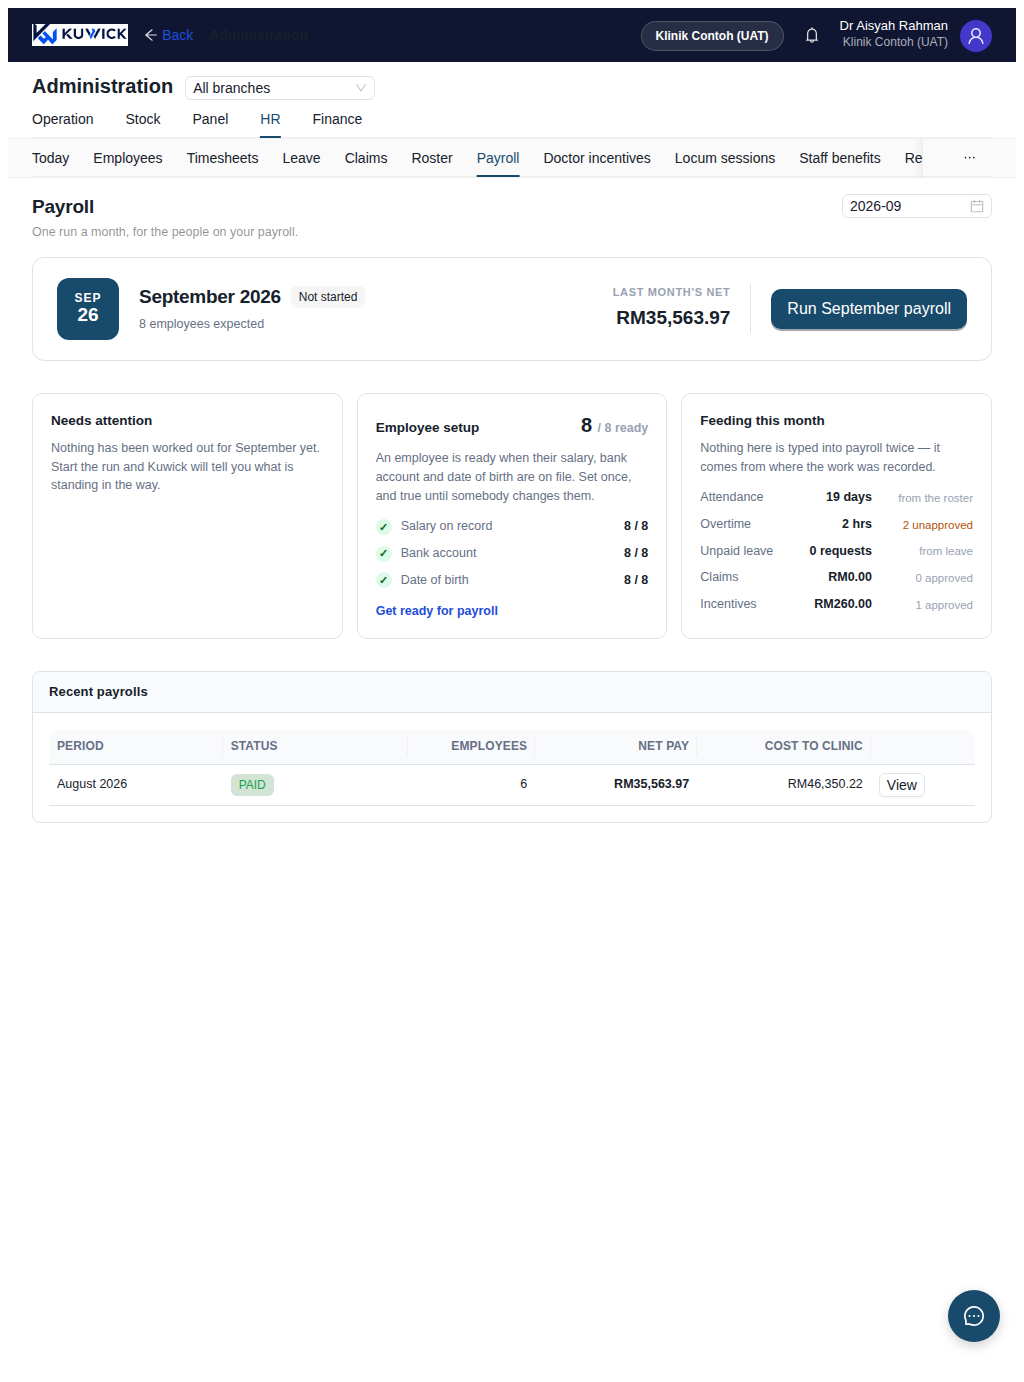 KUWICK
Back
Administration
Klinik Contoh (UAT)
Dr Aisyah Rahman
Klinik Contoh (UAT)
Administration
All branches
Operation Stock Panel HR Finance
Today Employees Timesheets Leave Claims Roster Payroll Doctor incentives Locum sessions Staff benefits Re ···
Payroll
2026-09
One run a month, for the people on your payroll.
SEP
26
September 2026 Not started
8 employees expected
LAST MONTH'S NET
RM35,563.97
Run September payroll
Needs attention
Nothing has been worked out for September yet.
Start the run and Kuwick will tell you what is
standing in the way.
Employee setup 8 / 8 ready
An employee is ready when their salary, bank
account and date of birth are on file. Set once,
and true until somebody changes them.
✓ Salary on record 8 / 8
✓ Bank account 8 / 8
✓ Date of birth 8 / 8
Get ready for payroll
Feeding this month
Nothing here is typed into payroll twice — it
comes from where the work was recorded.
Attendance 19 days from the roster
Overtime 2 hrs 2 unapproved
Unpaid leave 0 requests from leave
Claims RM0.00 0 approved
Incentives RM260.00 1 approved
Recent payrolls
PERIOD STATUS EMPLOYEES NET PAY COST TO CLINIC
August 2026 PAID 6 RM35,563.97 RM46,350.22 View